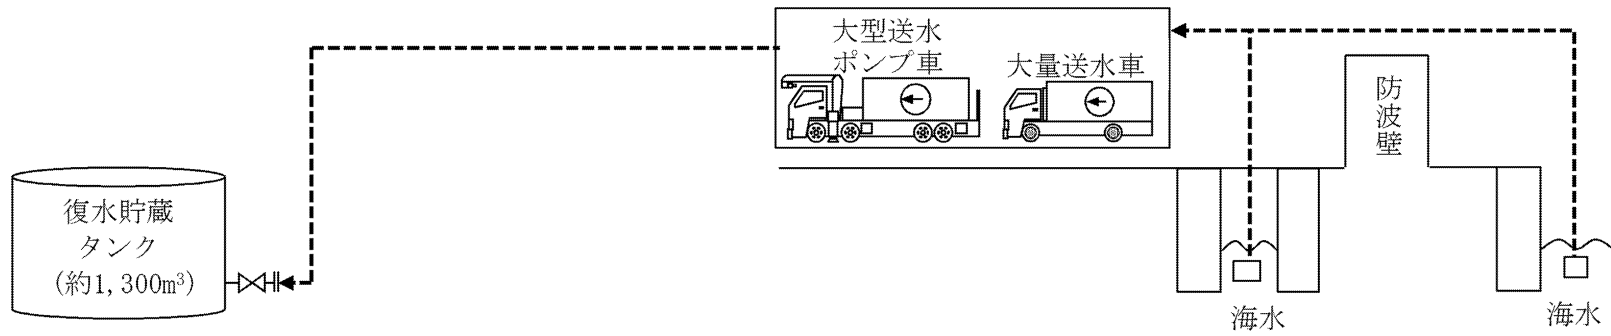 大型送水
ポンプ車
大量送水車
防波壁
復水貯蔵
タンク
(約1,300m³)
海水
海水